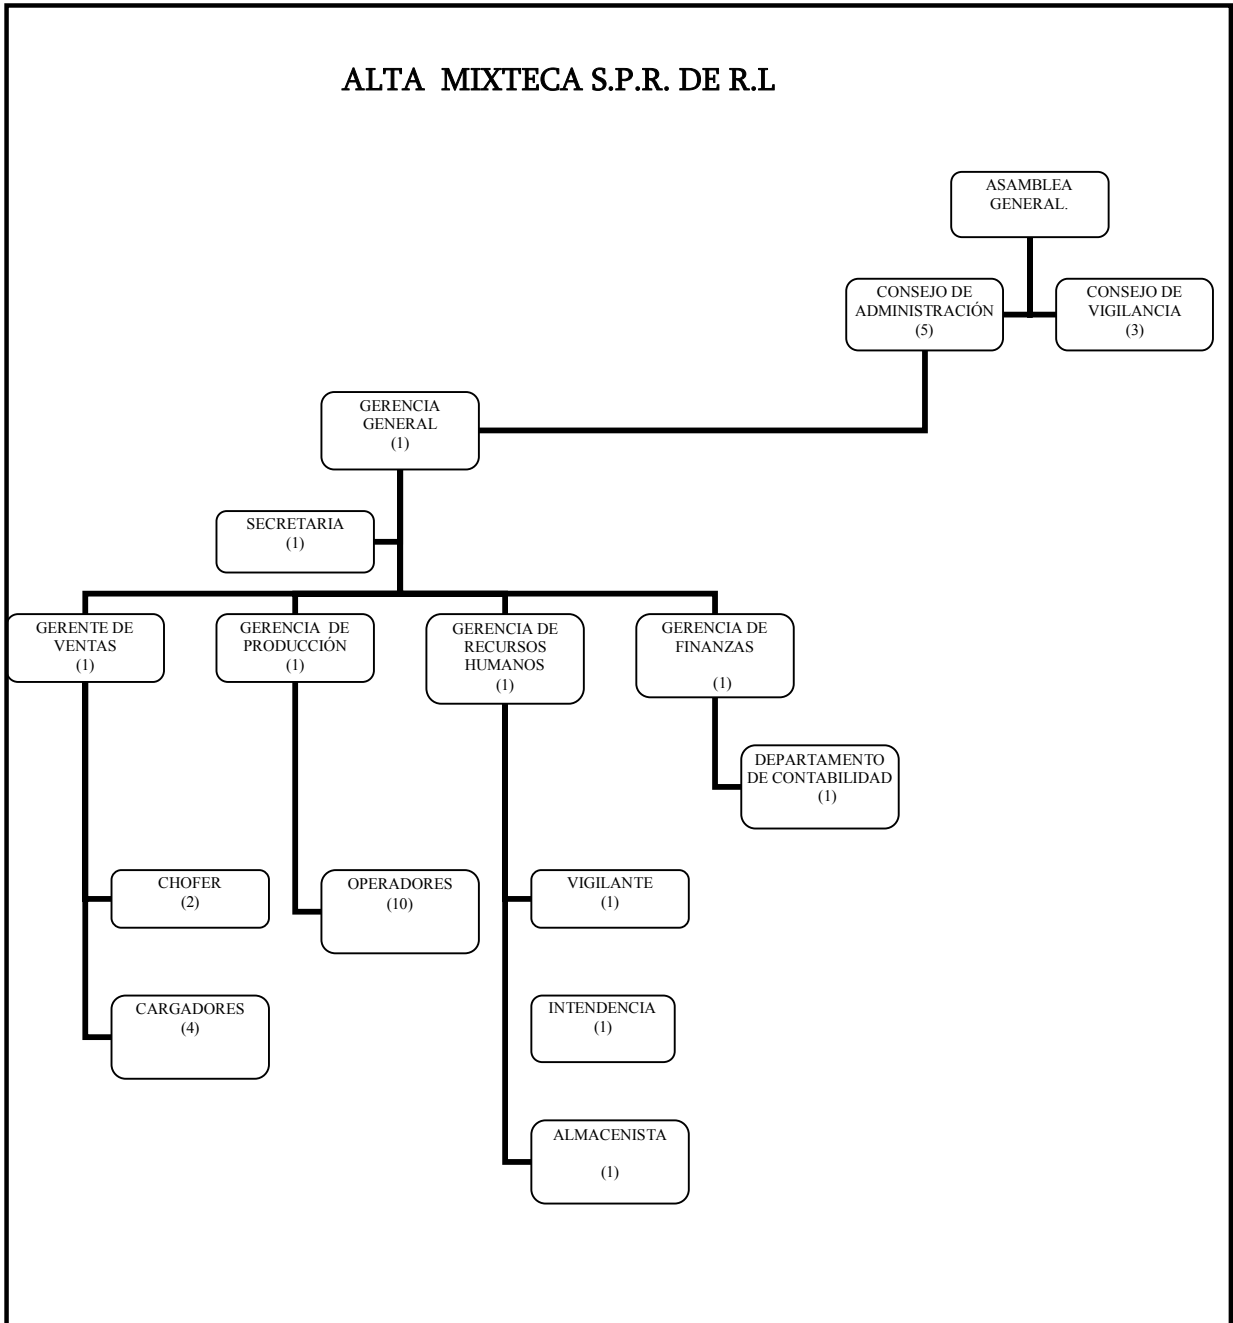 ALTA MIXTECA S.P.R. DE R.L
ASAMBLEA
GENERAL.
CONSEJO DE
ADMINISTRACIÓN
(5)
CONSEJO DE
VIGILANCIA
(3)
GERENCIA
GENERAL
(1)
SECRETARIA
(1)
GERENTE DE
VENTAS
(1)
GERENCIA DE
PRODUCCIÓN
(1)
GERENCIA DE
RECURSOS
HUMANOS
(1)
GERENCIA DE
FINANZAS
(1)
DEPARTAMENTO
DE CONTABILIDAD
(1)
CHOFER
(2)
OPERADORES
(10)
VIGILANTE
(1)
CARGADORES
(4)
INTENDENCIA
(1)
ALMACENISTA
(1)